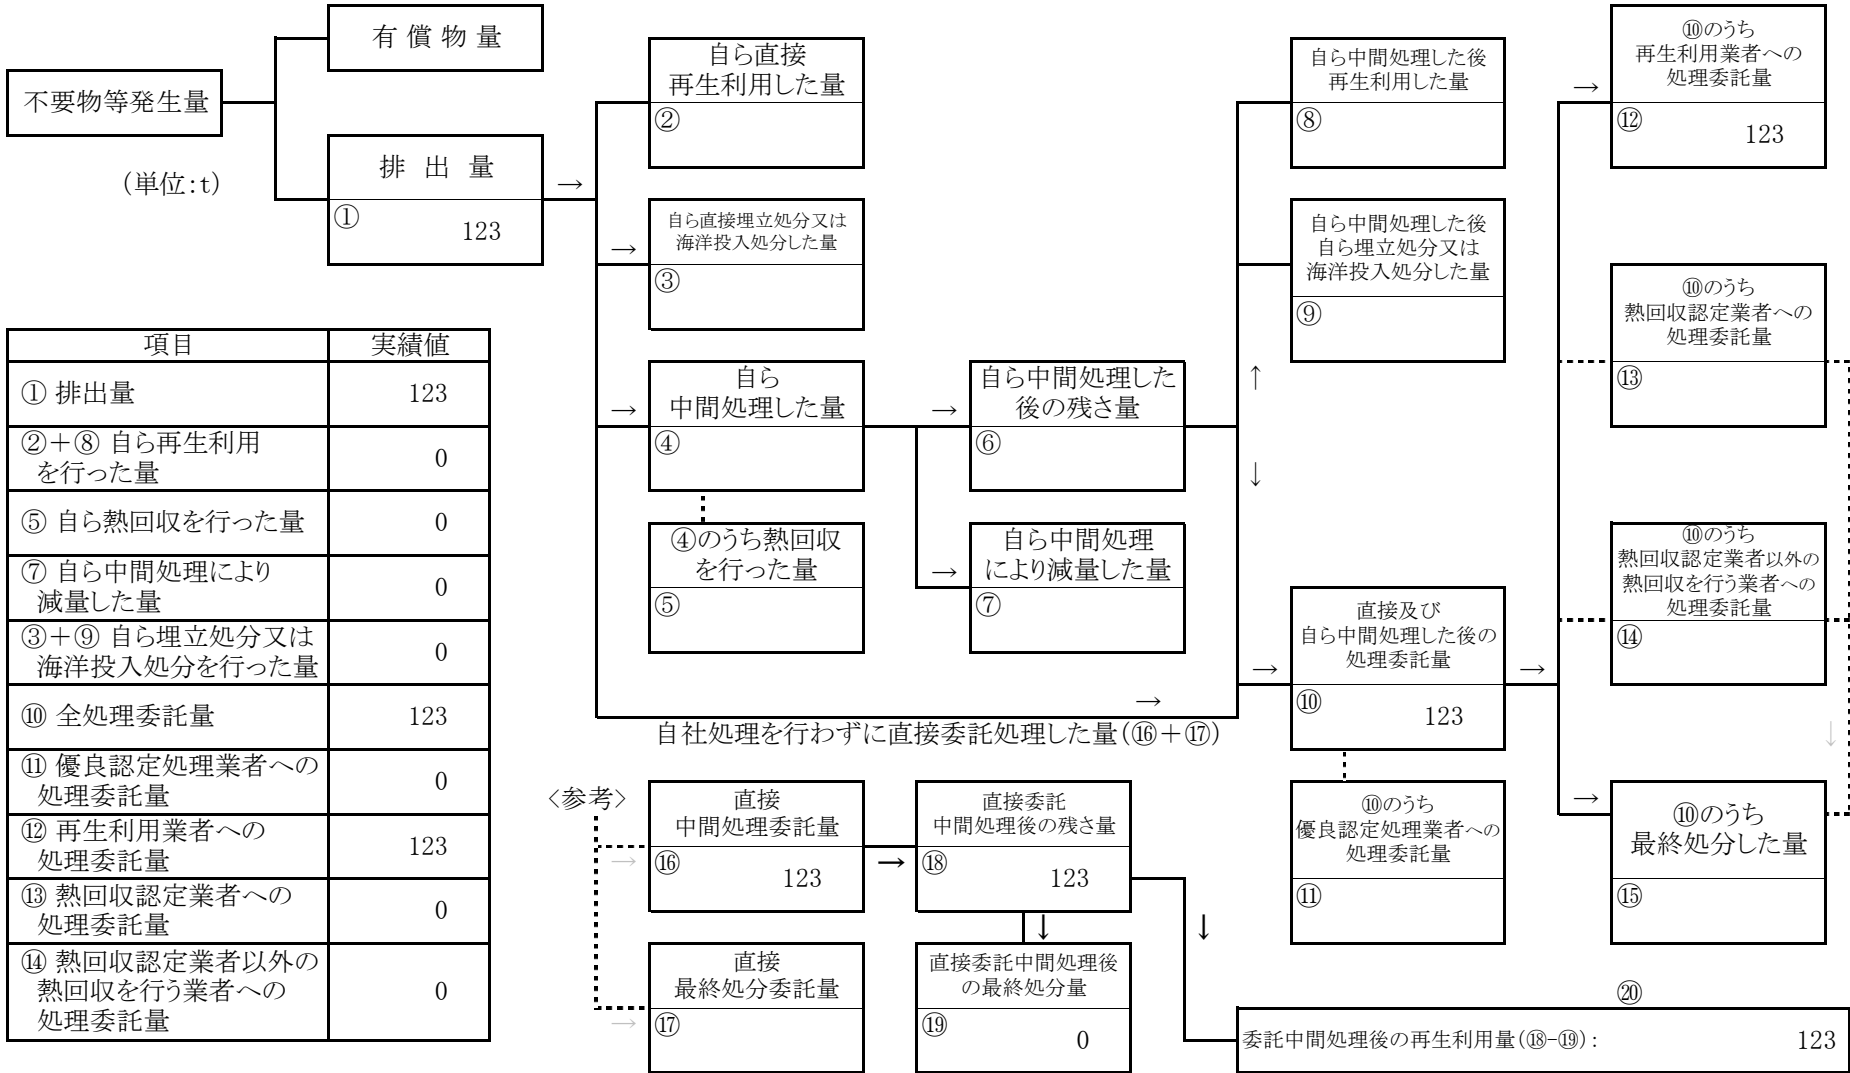 不要物等発生量
(単位:t)
有 償 物 量
排 出 量
①
123
→
自ら直接
再生利用した量
②
→
自ら直接埋立処分又は
海洋投入処分した量
③
→
自ら
中間処理した量
④
④のうち熱回収
を行った量
⑤
→
自ら中間処理した
後の残さ量
⑥
→
自ら中間処理
により減量した量
⑦
↑
↓
自ら中間処理した後
再生利用した量
⑧
自ら中間処理した後
自ら埋立処分又は
海洋投入処分した量
⑨
→
自社処理を行わずに直接委託処理した量(⑯+⑰)
→
直接及び
自ら中間処理した後の
処理委託量
⑩
123
⑩のうち
優良認定処理業者への
処理委託量
⑪
→
→
⑩のうち
再生利用業者への
処理委託量
⑫
123
⑩のうち
熱回収認定業者への
処理委託量
⑬
⑩のうち
熱回収認定業者以外の
熱回収を行う業者への
処理委託量
⑭
↓
→
⑩のうち
最終処分した量
⑮
項目 実績値
① 排出量 123
②+⑧ 自ら再生利用
を行った量 0
⑤ 自ら熱回収を行った量 0
⑦ 自ら中間処理により
減量した量 0
③+⑨ 自ら埋立処分又は
海洋投入処分を行った量 0
⑩ 全処理委託量 123
⑪ 優良認定処理業者への
処理委託量 0
⑫ 再生利用業者への
処理委託量 123
⑬ 熱回収認定業者への
処理委託量 0
⑭ 熱回収認定業者以外の
熱回収を行う業者への
処理委託量 0
〈参考〉
→
直接
中間処理委託量
⑯
123
→
直接委託
中間処理後の残さ量
⑱
123
↓
↓
→
直接
最終処分委託量
⑰
直接委託中間処理後
の最終処分量
⑲
0
⑳
委託中間処理後の再生利用量(⑱-⑲): 123